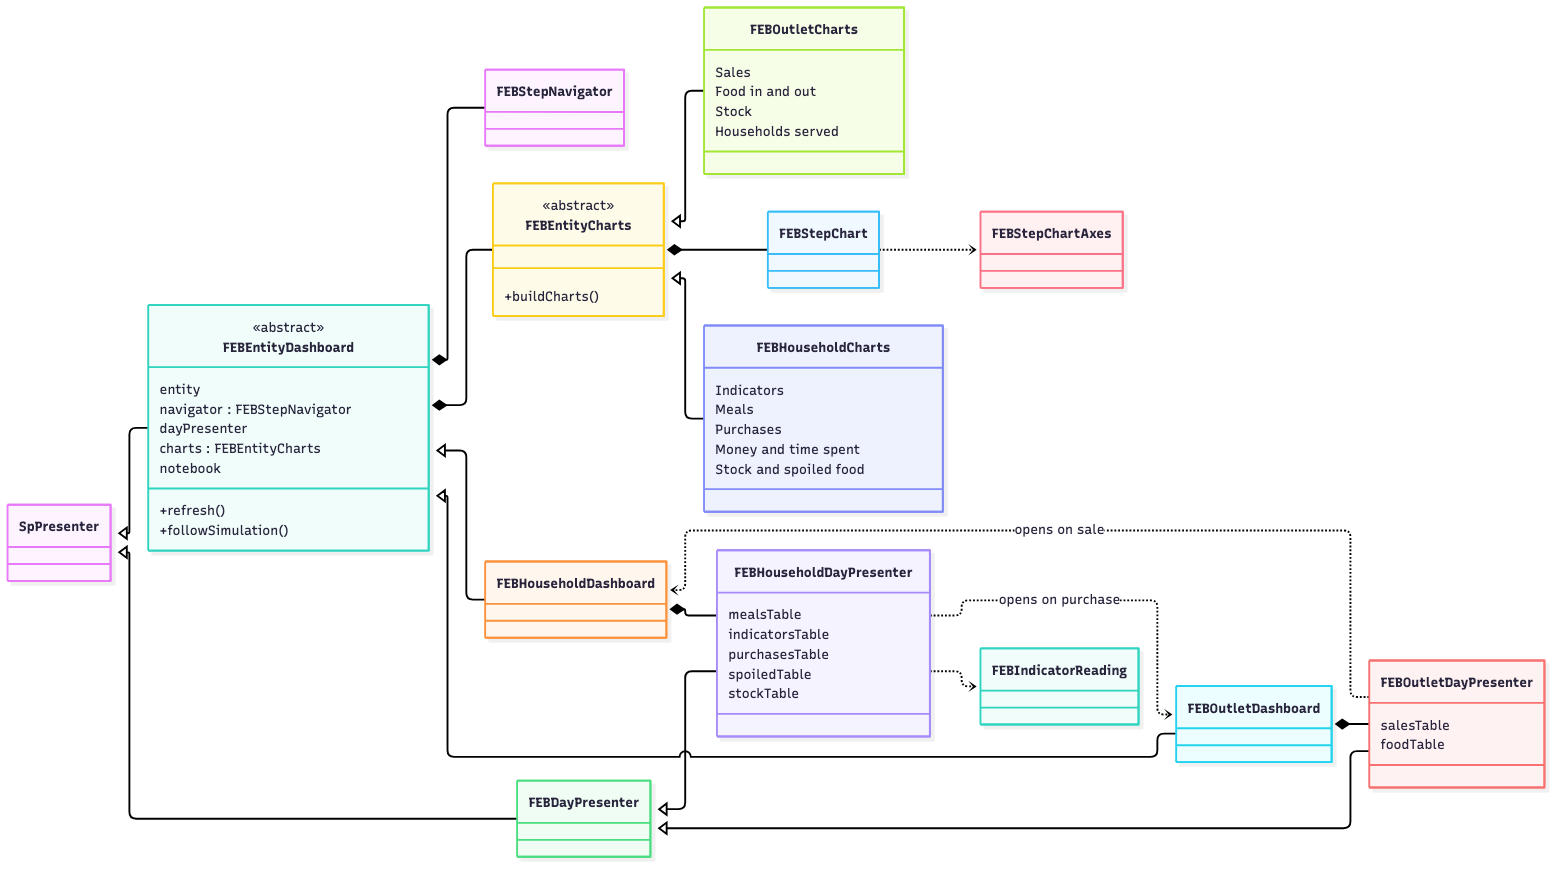 FEBOutletCharts
Sales
Food in and out
Stock
Households served
FEBStepNavigator
«abstract»
FEBEntityCharts
+buildCharts()
FEBStepChart
FEBStepChartAxes
«abstract»
FEBEntityDashboard
entity
navigator : FEBStepNavigator
dayPresenter
charts : FEBEntityCharts
notebook
+refresh()
+followSimulation()
FEBHouseholdCharts
Indicators
Meals
Purchases
Money and time spent
Stock and spoiled food
SpPresenter
opens on sale
FEBHouseholdDashboard
FEBHouseholdDayPresenter
mealsTable
indicatorsTable
purchasesTable
spoiledTable
stockTable
opens on purchase
FEBIndicatorReading
FEBOutletDashboard
FEBOutletDayPresenter
salesTable
foodTable
FEBDayPresenter